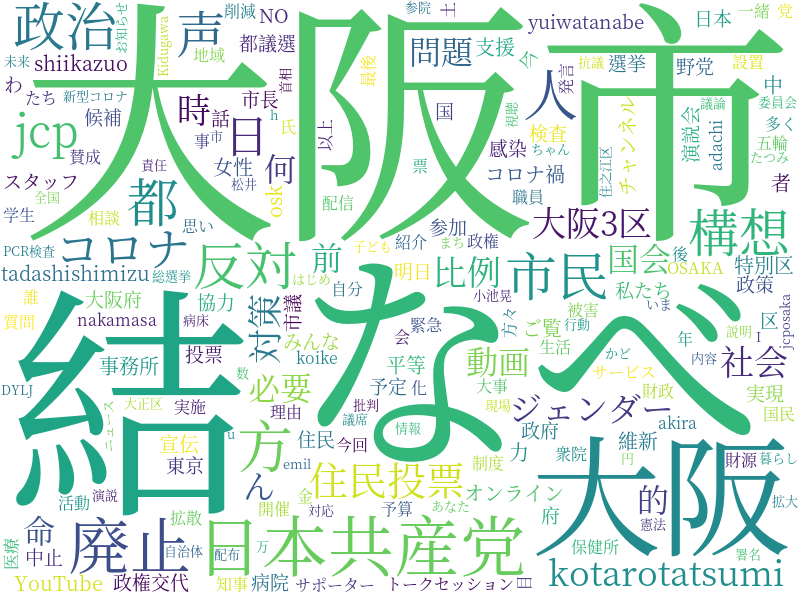 大阪市
結
なべ
大阪
日本共産党
廃止
都
構想
市民
反対
コロナ
政治
声
jcp
kotarotatsumi
住民投票
方
人
日
時
何
前
比例
国会
対策
必要
動画
ジェンダー
社会
大阪3区
問題
命
的
ん
削減
NO
参院
土
yuiwatanabe
日本
一緒
党
お知らせ
Kidugawa
地域
都議選
首相
最後
支援
今
選挙
野党
発言
抗議
設置
未来
shiikazuo
わ
たち
新型コロナ
市長
話
h
国
視聴
中
議論
委員会
候補
事
市
氏
以上
検査
チャンネル
演説会
adachi
多く
賛成
責任
女性
松井
osk
票
感染
ちゃん
五輪
たつみ
スタッフ
全国
配信
コロナ禍
職員
住之江区
者
学生
相談
思い
参加
紹介
まち
政権
PCR検査
総選挙
はじめ
子ども
後
OSAKA
特別区
tadashishimizu
自分
明日
小池晃
私たち
政策
誰
大阪府
協力
市議
方々
被害
いま
年
区
jcposaka
質問
nakamasa
病床
みんな
会
緊急
ご覧
行動
説明
I
koike
平等
生活
かど
内容
事務所
投票
数
予定
化
大事
サービス
財政
実現
DYLJ
ニュース
大正区
実施
理由
批判
議席
現場
政府
akira
国民
宣伝
u
住民
今回
情報
制度
力
維新
衆院
円
財源
暮らし
東京
emil
金
オンライン
憲法
拡大
活動
演説
拡散
開催
対応
予算
あなた
府
保健所
署名
医療
中止
自治体
配布
万
YouTube
政権交代
知事
病院
サポーター
トークセッション
目